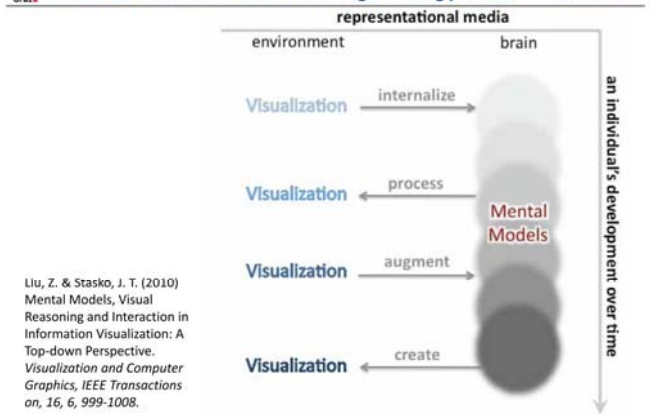 representational media
environment
brain
an individual's development over time
Visualization
internalize
Visualization
process
Mental
Models
Visualization
augment
Visualization
create
Liu, Z. & Stasko, J. T. (2010)
Mental Models, Visual
Reasoning and Interaction in
Information Visualization: A
Top-down Perspective.
Visualization and Computer
Graphics, IEEE Transactions
on, 16, 6, 999-1008.